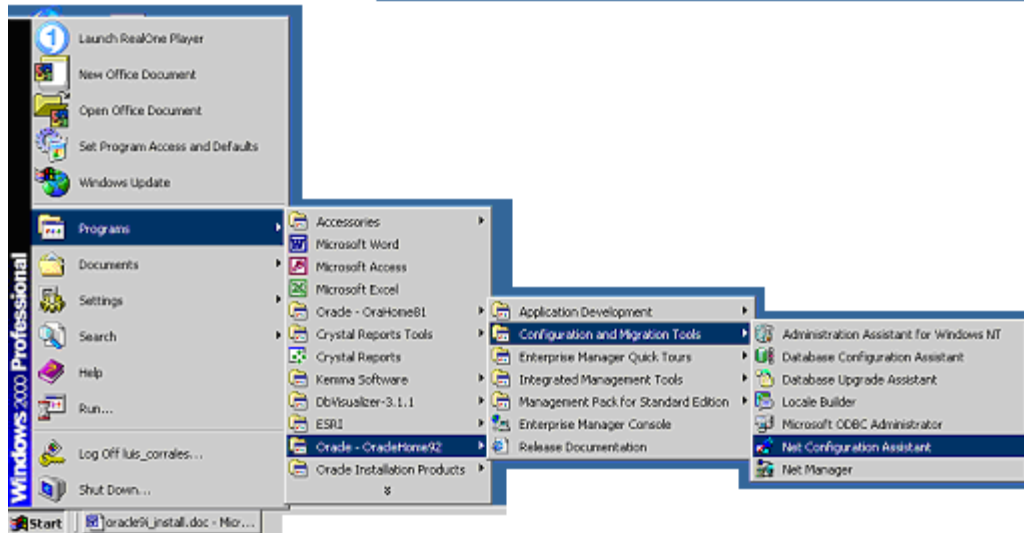 Launch RealOne Player
New Office Document
Open Office Document
Set Program Access and Defaults
Windows Update
Programs
Documents
Settings
Search
Help
Run...
Log Off luis_corrales...
Shut Down...
Windows 2000 Professional
Start
oracle9i_install.doc - Micr...
Accessories
Microsoft Word
Microsoft Access
Microsoft Excel
Oracle - OraHome81
Crystal Reports Tools
Crystal Reports
Kemma Software
DbVisualizer-3.1.1
ESRI
Oracle - OracleHome92
Oracle Installation Products
Application Development
Configuration and Migration Tools
Enterprise Manager Quick Tours
Integrated Management Tools
Management Pack for Standard Edition
Enterprise Manager Console
Release Documentation
Administration Assistant for Windows NT
Database Configuration Assistant
Database Upgrade Assistant
Locale Builder
Microsoft ODBC Administrator
Net Configuration Assistant
Net Manager